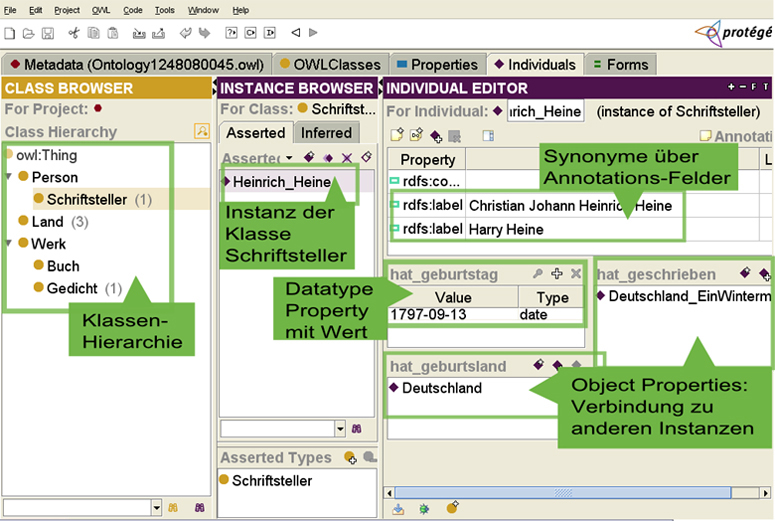 File Edit Project OWL Code Tools Window Help
protégé
Metadata (Ontology1248080045.owl) OWLClasses Properties Individuals Forms
CLASS BROWSER
For Project:
Class Hierarchy
owl:Thing
Person
Schriftsteller (1)
Land (3)
Werk
Buch
Gedicht (1)
Klassen-
Hierarchie
INSTANCE BROWSER
For Class: Schriftst...
Asserted Inferred
Asserted
Heinrich_Heine
Instanz der
Klasse
Schriftsteller
Asserted Types
Schriftsteller
INDIVIDUAL EDITOR + - F T
For Individual: inrich_Heine (instance of Schriftsteller)
Annotati
Property L
rdfs:co...
rdfs:label Christian Johann Heinrich Heine
rdfs:label Harry Heine
Synonyme über
Annotations-Felder
hat_geburtstag
Value Type
1797-09-13 date
Datatype
Property
mit Wert
hat_geschrieben
Deutschland_EinWinterm
hat_geburtsland
Deutschland
Object Properties:
Verbindung zu
anderen Instanzen